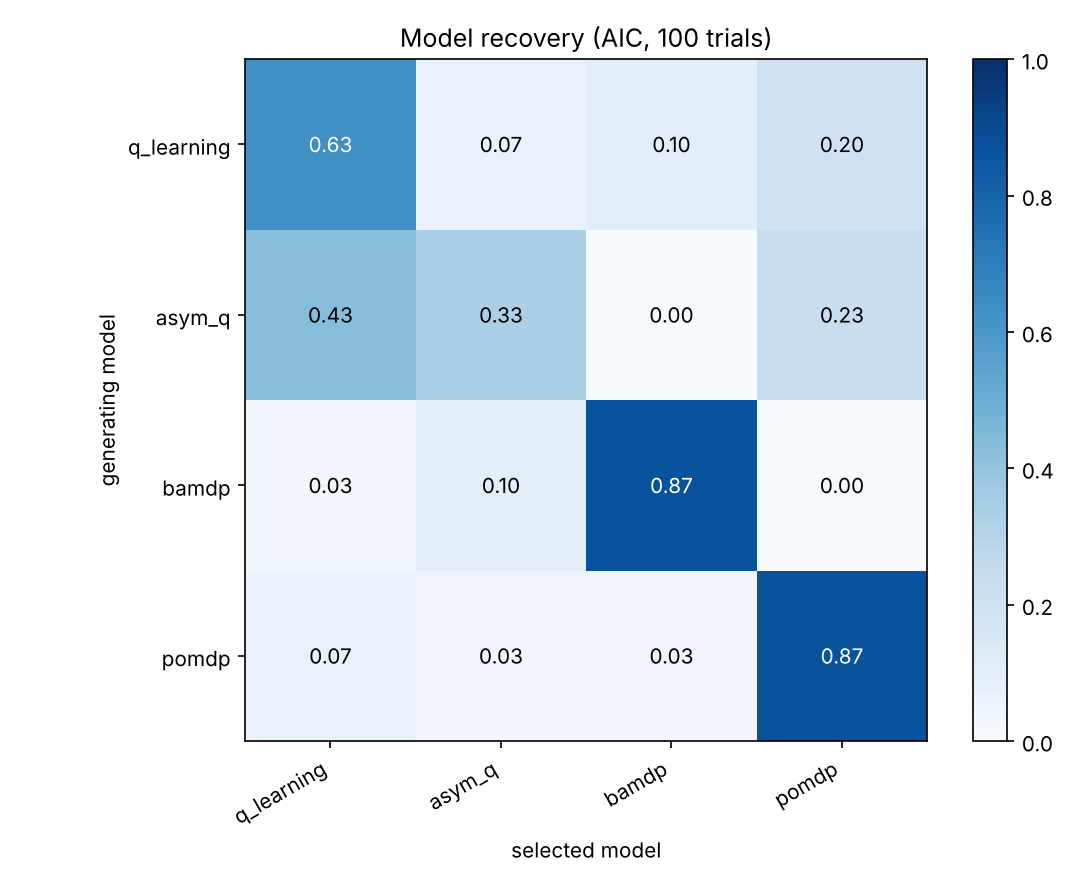 Model recovery (AIC, 100 trials)
q_learning 0.63 0.07 0.10 0.20
asym_q 0.43 0.33 0.00 0.23
bamdp 0.03 0.10 0.87 0.00
pomdp 0.07 0.03 0.03 0.87
generating model
q_learning asym_q bamdp pomdp
selected model
1.0
0.8
0.6
0.4
0.2
0.0